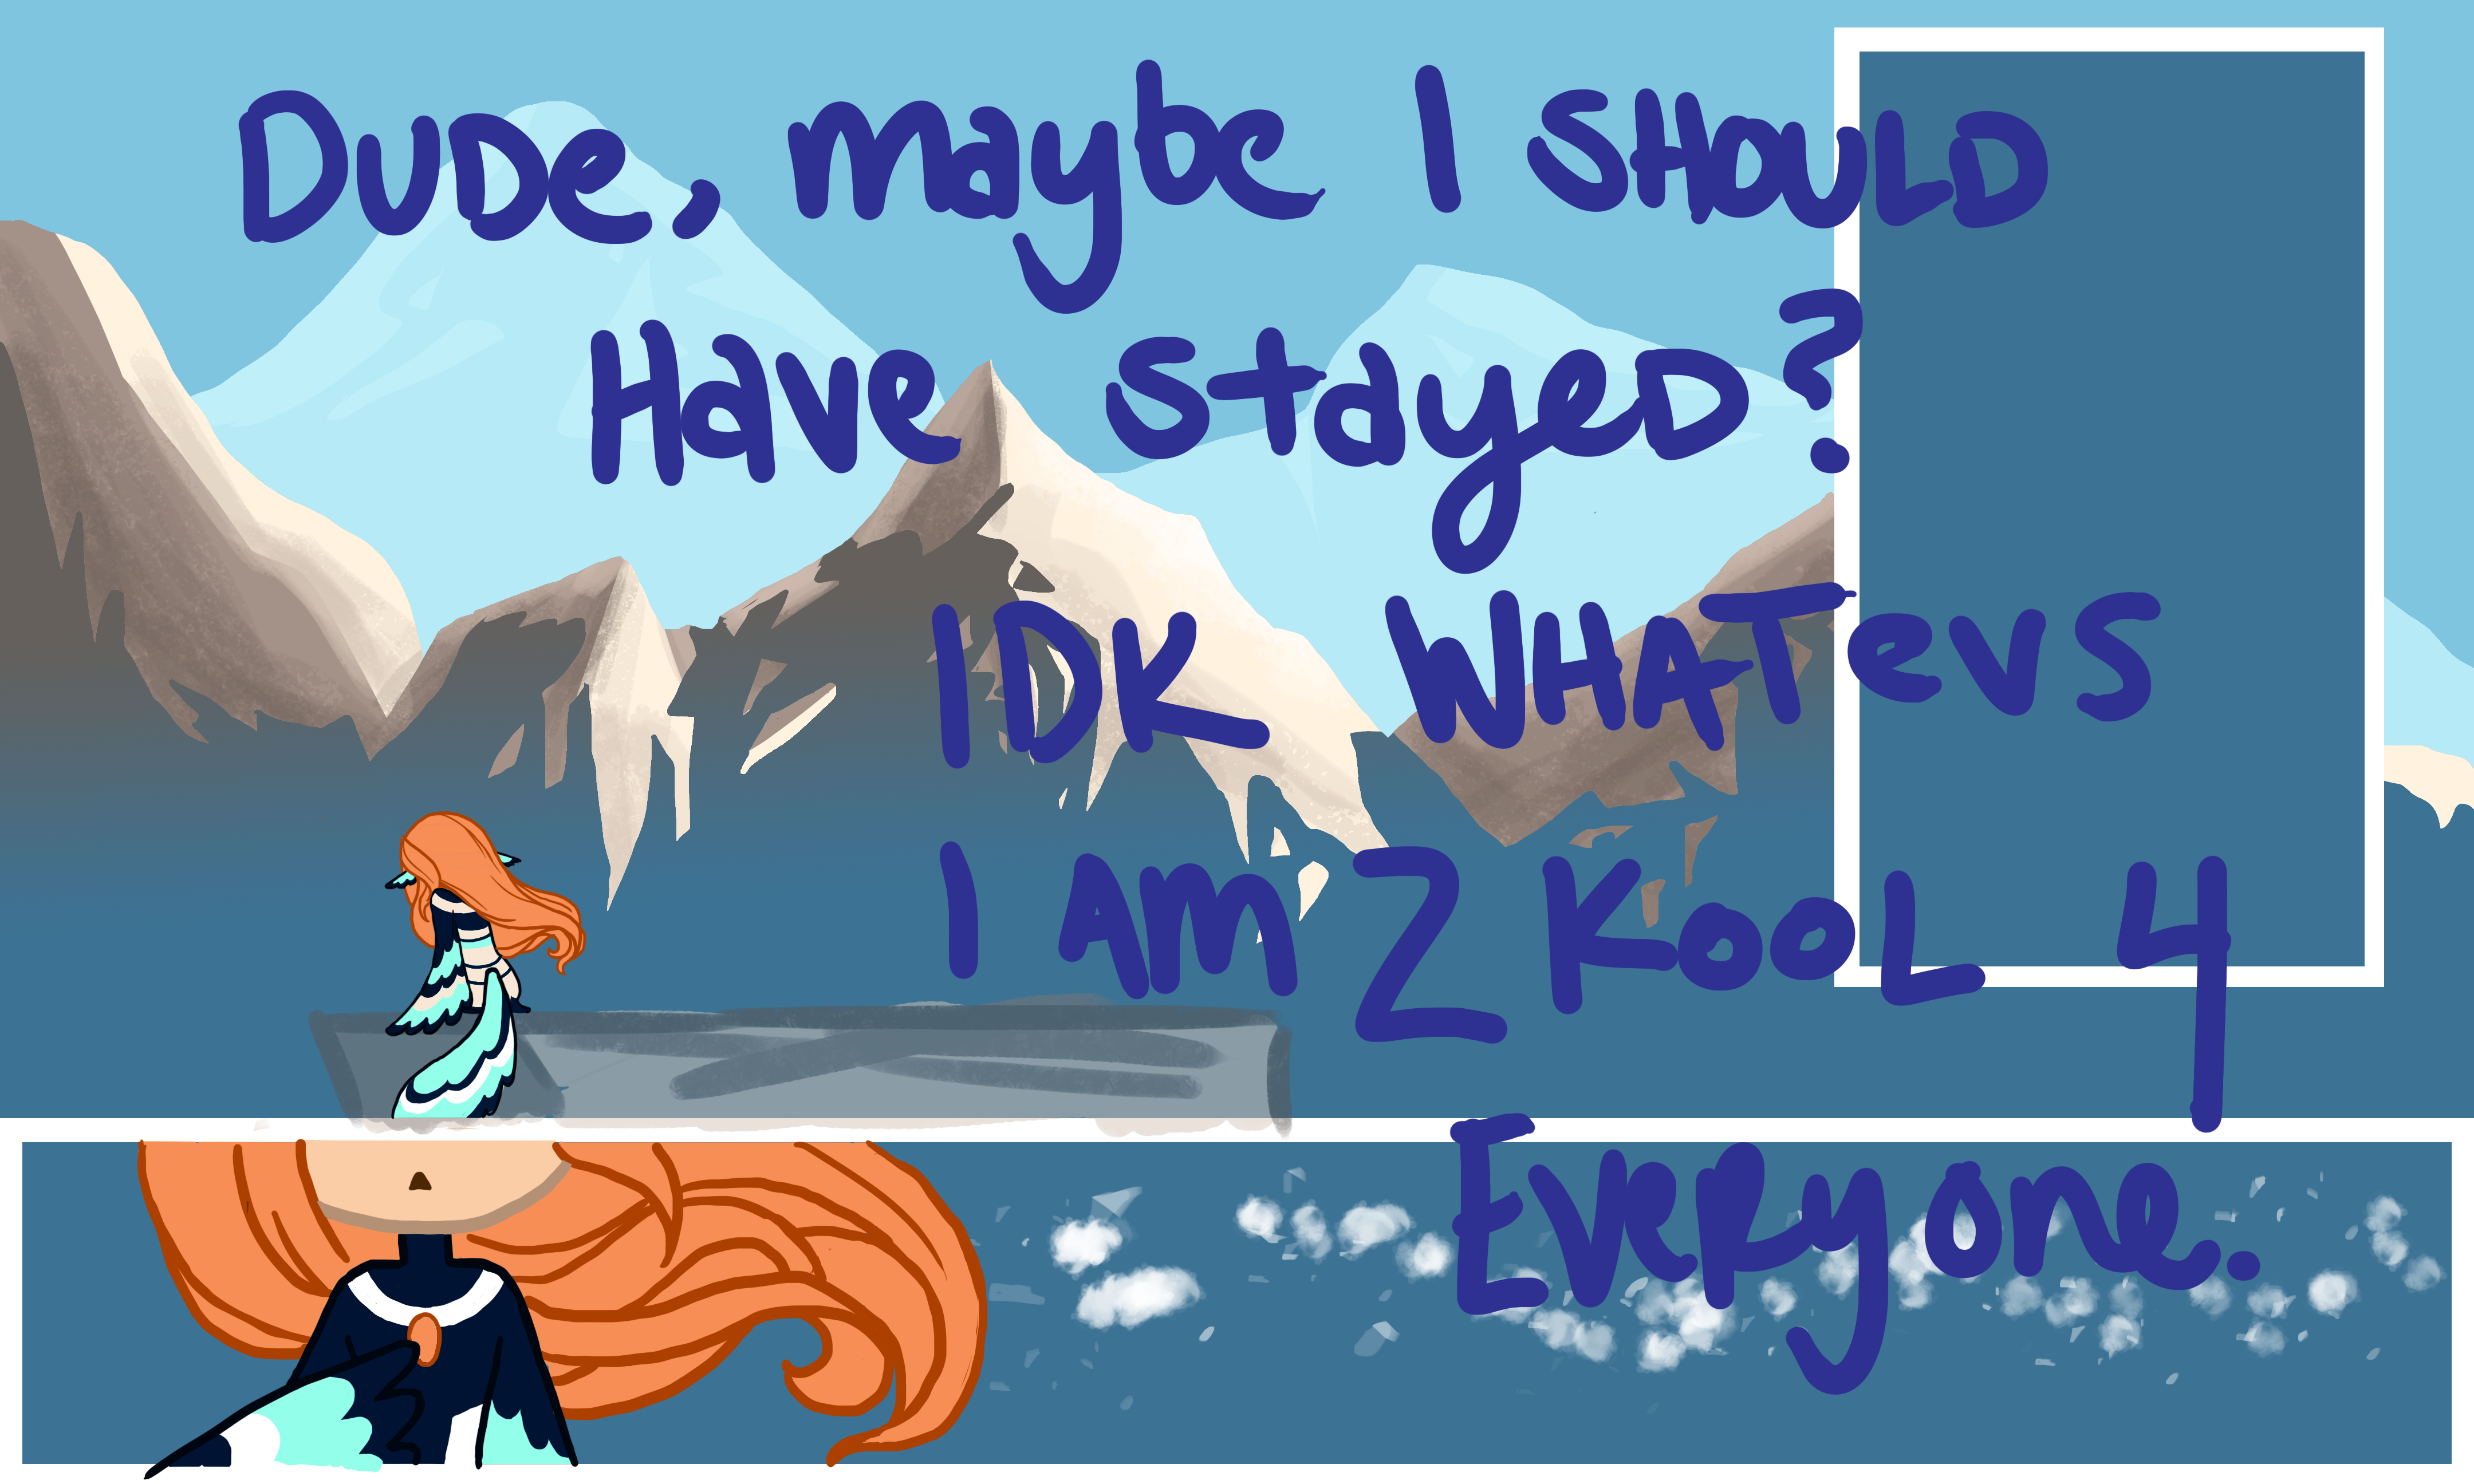 Dude, maybe I SHOULD
Have stayed?
IDK WHATevs
I AM 2 KOOL 4
Everyone.